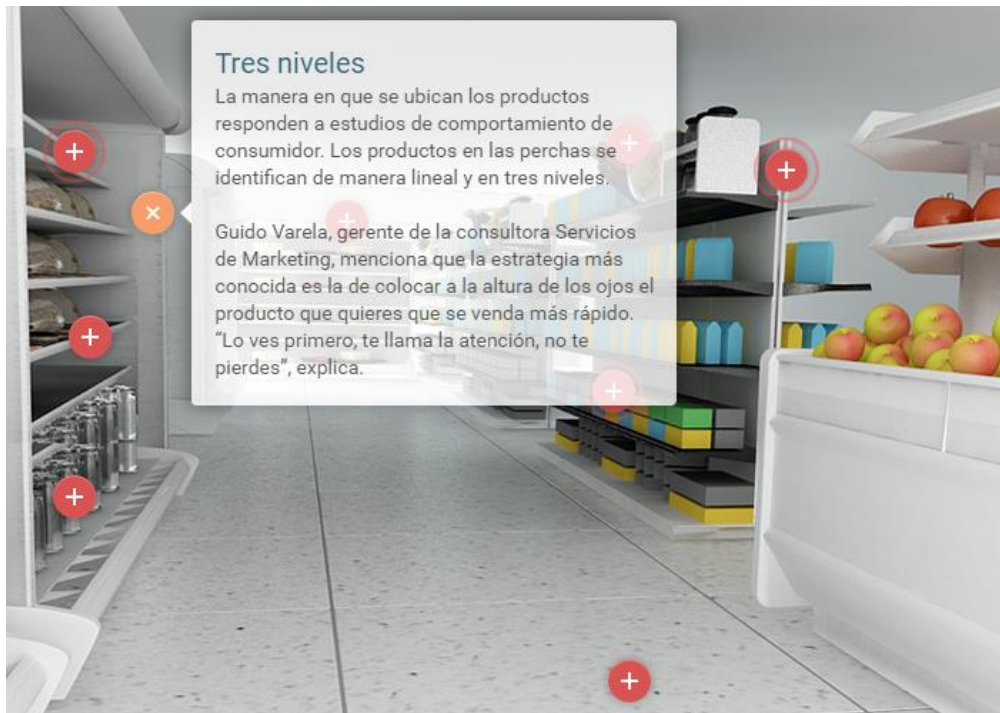 Tres niveles
La manera en que se ubican los productos
responden a estudios de comportamiento de
consumidor. Los productos en las perchas se
identifican de manera lineal y en tres niveles.
Guido Varela, gerente de la consultora Servicios
de Marketing, menciona que la estrategia más
conocida es la de colocar a la altura de los ojos el
producto que quieres que se venda más rápido.
“Lo ves primero, te llama la atención, no te
pierdes”, explica.